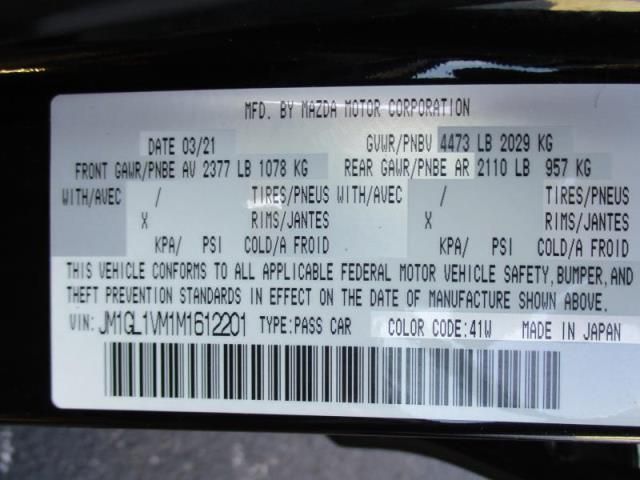 MFD. BY MAZDA MOTOR CORPORATION
DATE 03/21 GVWR/PNBV 4473 LB 2029 KG
FRONT GAWR/PNBE AV 2377 LB 1078 KG REAR GAWR/PNBE AR 2110 LB 957 KG
WITH/AVEC / TIRES/PNEUS WITH/AVEC / TIRES/PNEUS
X RIMS/JANTES X RIMS/JANTES
KPA/ PSI COLD/A FROID KPA/ PSI COLD/A FROID
THIS VEHICLE CONFORMS TO ALL APPLICABLE FEDERAL MOTOR VEHICLE SAFETY, BUMPER, AND
THEFT PREVENTION STANDARDS IN EFFECT ON THE DATE OF MANUFACTURE SHOWN ABOVE.
VIN: JM1GL1VM1M1612201 TYPE:PASS CAR COLOR CODE:41W MADE IN JAPAN